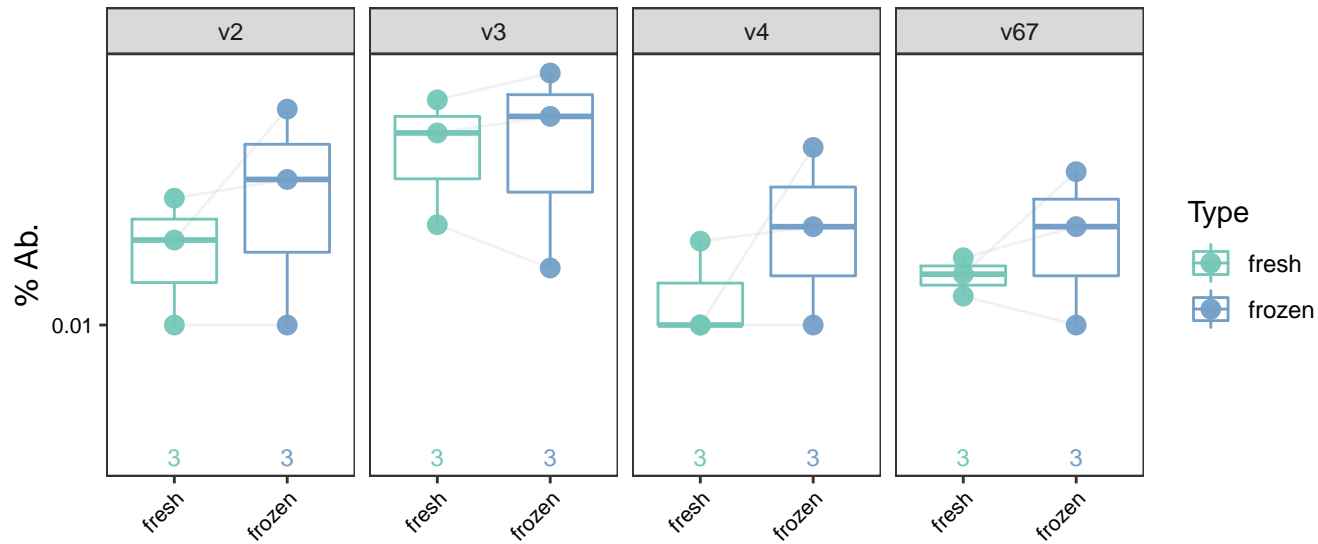 v2
v3
v4
v67
% Ab.
0.01
3
3
3
3
3
3
3
3
fresh
frozen
fresh
frozen
fresh
frozen
fresh
frozen
Type
fresh
frozen